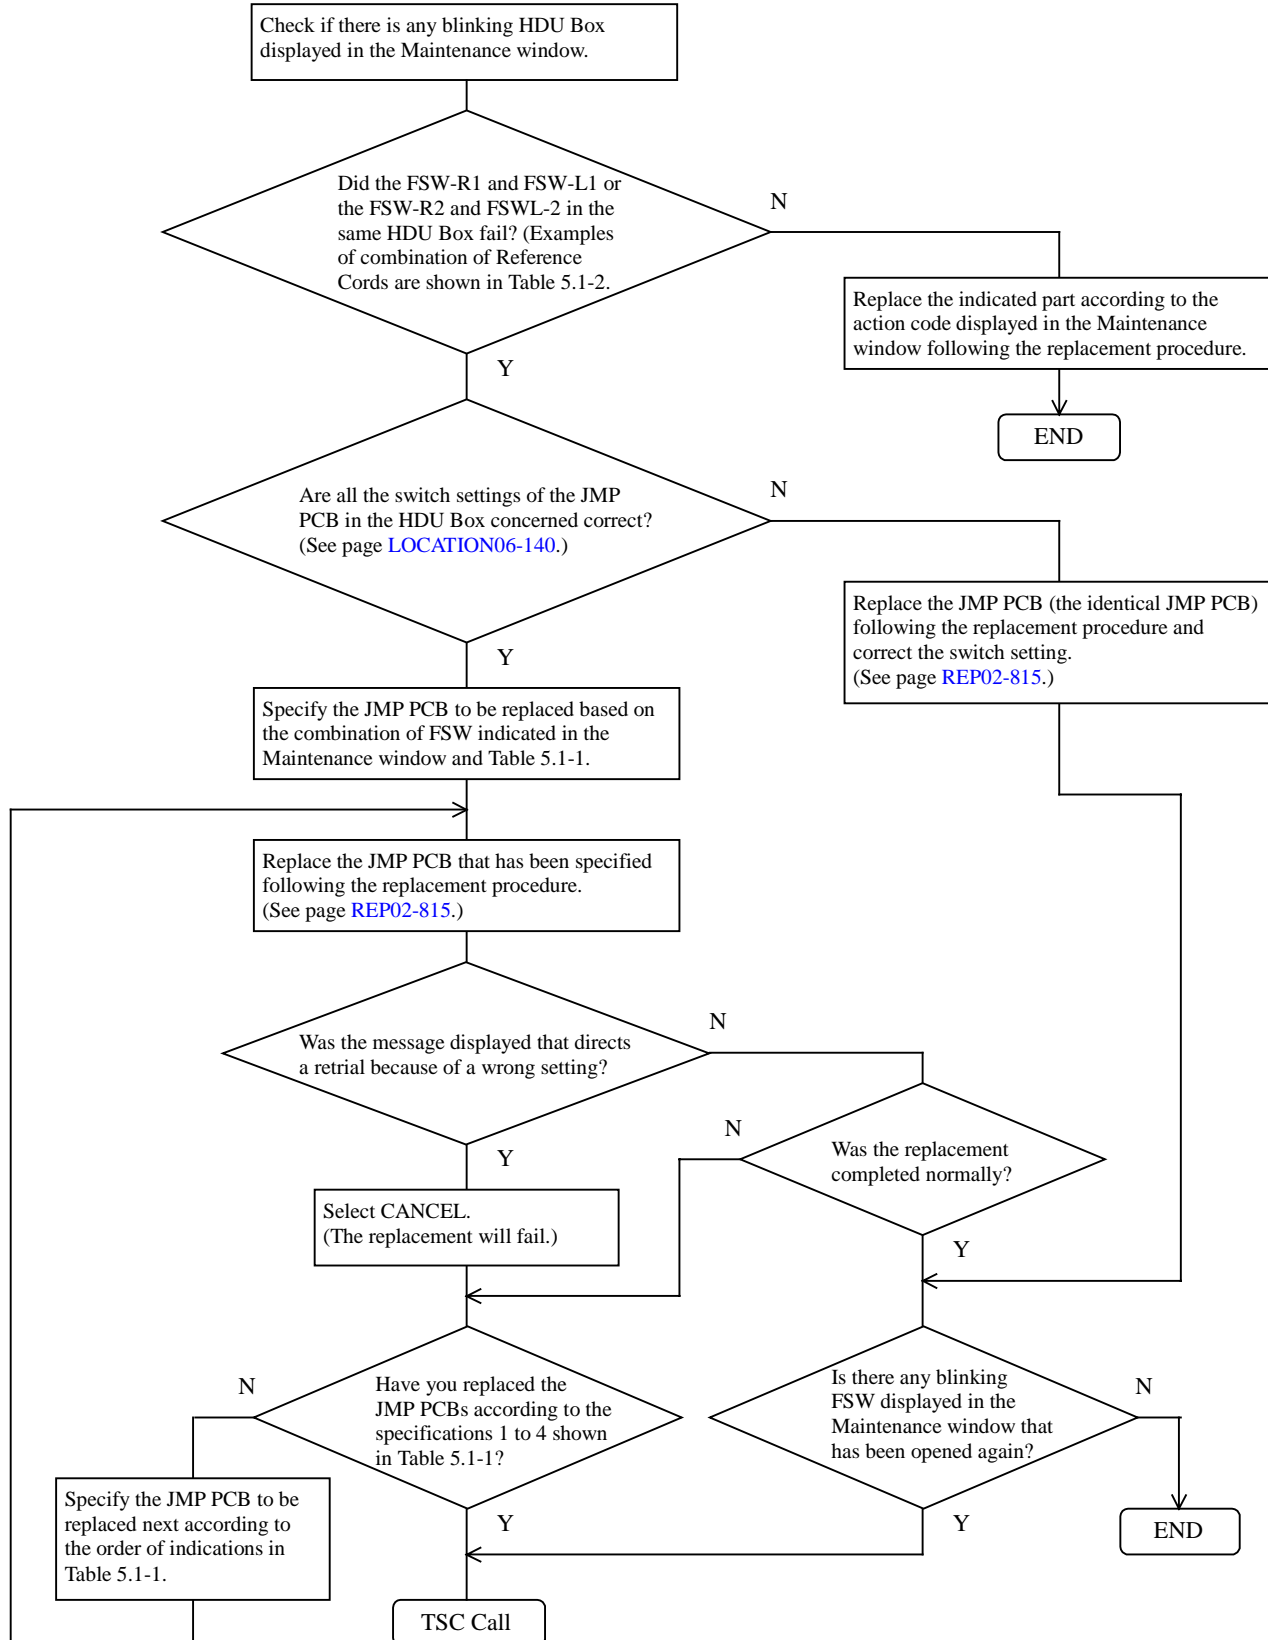 Check if there is any blinking HDU Box
displayed in the Maintenance window.
Did the FSW-R1 and FSW-L1 or
the FSW-R2 and FSWL-2 in the
same HDU Box fail? (Examples
of combination of Reference
Cords are shown in Table 5.1-2.
N
Replace the indicated part according to the
action code displayed in the Maintenance
window following the replacement procedure.
Y
END
Are all the switch settings of the JMP
PCB in the HDU Box concerned correct?
(See page LOCATION06-140.)
N
Replace the JMP PCB (the identical JMP PCB)
following the replacement procedure and
correct the switch setting.
(See page REP02-815.)
Y
Specify the JMP PCB to be replaced based on
the combination of FSW indicated in the
Maintenance window and Table 5.1-1.
Replace the JMP PCB that has been specified
following the replacement procedure.
(See page REP02-815.)
Was the message displayed that directs
a retrial because of a wrong setting?
N
Y
Was the replacement
completed normally?
N
Y
Select CANCEL.
(The replacement will fail.)
Have you replaced the
JMP PCBs according to the
specifications 1 to 4 shown
in Table 5.1-1?
N
Y
Is there any blinking
FSW displayed in the
Maintenance window that
has been opened again?
N
Y
Specify the JMP PCB to be
replaced next according to
the order of indications in
Table 5.1-1.
END
TSC Call